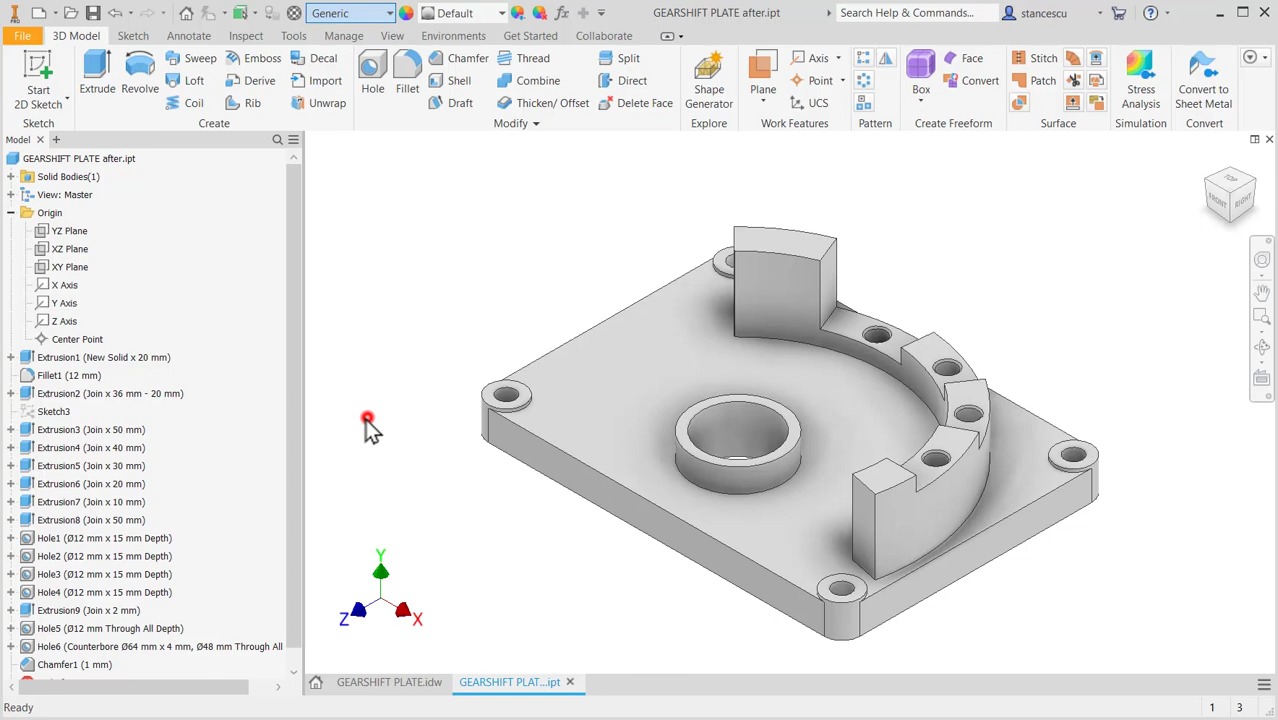 PRO
Generic
Default
GEARSHIFT PLATE after.ipt
Search Help & Commands...
stancescu
File
3D Model
Sketch
Annotate
Inspect
Tools
Manage
View
Environments
Get Started
Collaborate
Start
2D Sketch
Extrude
Revolve
Sweep
Emboss
Decal
Loft
Derive
Import
Coil
Rib
Unwrap
Hole
Fillet
Chamfer
Thread
Split
Shell
Combine
Direct
Draft
Thicken/ Offset
Delete Face
Shape
Generator
Plane
Axis
Point
UCS
Box
Face
Convert
Stitch
Patch
Stress
Analysis
Convert to
Sheet Metal
Sketch
Create
Modify
Explore
Work Features
Pattern
Create Freeform
Surface
Simulation
Convert
Model
GEARSHIFT PLATE after.ipt
Solid Bodies(1)
View: Master
Origin
YZ Plane
XZ Plane
XY Plane
X Axis
Y Axis
Z Axis
Center Point
Extrusion1 (New Solid x 20 mm)
Fillet1 (12 mm)
Extrusion2 (Join x 36 mm - 20 mm)
Sketch3
Extrusion3 (Join x 50 mm)
Extrusion4 (Join x 40 mm)
Extrusion5 (Join x 30 mm)
Extrusion6 (Join x 20 mm)
Extrusion7 (Join x 10 mm)
Extrusion8 (Join x 50 mm)
Hole1 (Ø12 mm x 15 mm Depth)
Hole2 (Ø12 mm x 15 mm Depth)
Hole3 (Ø12 mm x 15 mm Depth)
Hole4 (Ø12 mm x 15 mm Depth)
Extrusion9 (Join x 2 mm)
Hole5 (Ø12 mm Through All Depth)
Hole6 (Counterbore Ø64 mm x 4 mm, Ø48 mm Through All
Chamfer1 (1 mm)
TOP
FRONT
RIGHT
Y
Z
X
GEARSHIFT PLATE.idw
GEARSHIFT PLAT...ipt
Ready
1
3